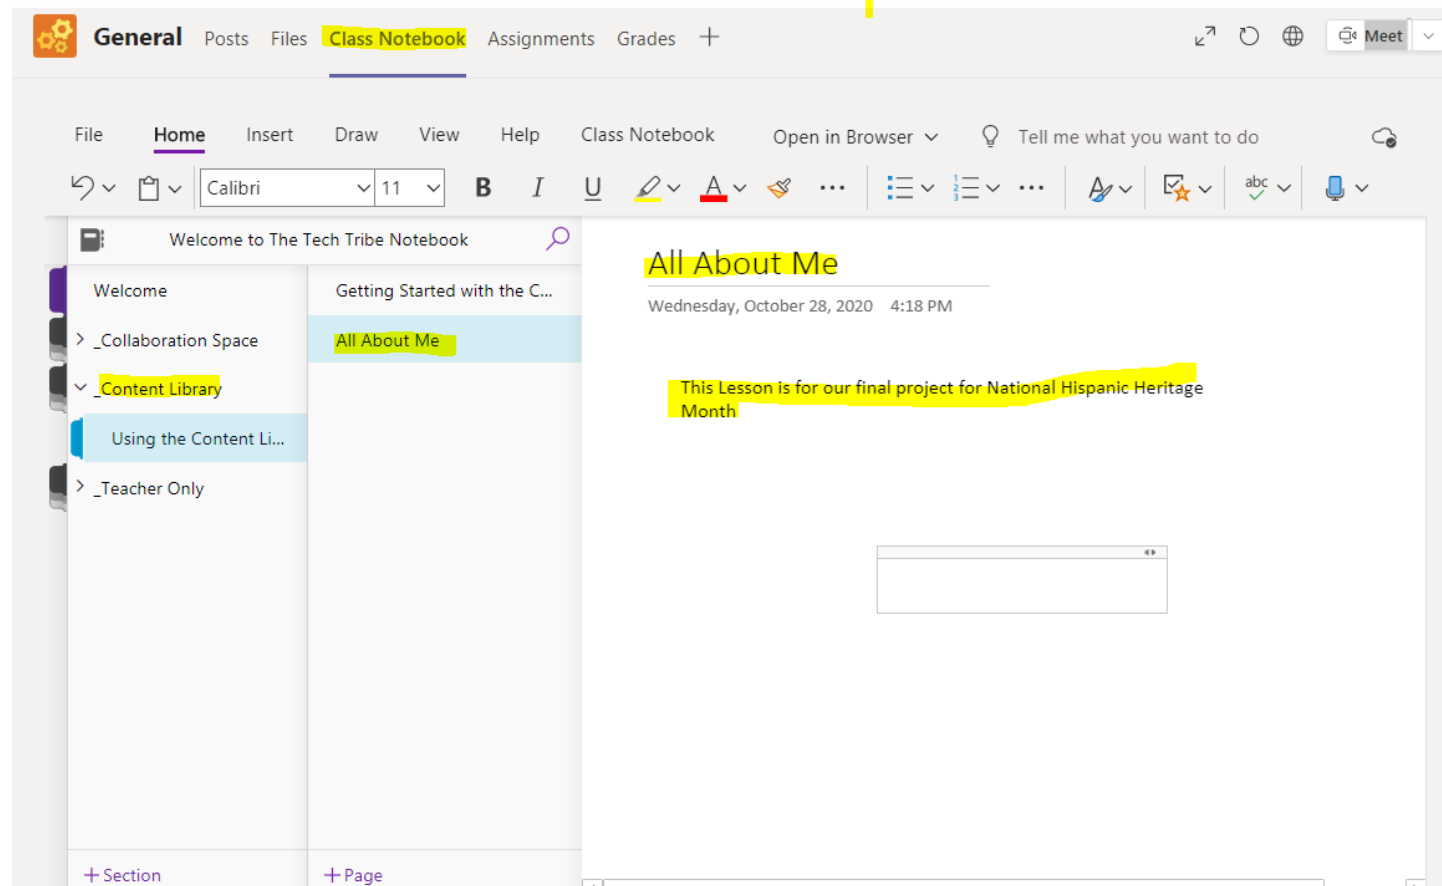 General Posts Files Class Notebook Assignments Grades Meet
File Home Insert Draw View Help Class Notebook Open in Browser Tell me what you want to do
Calibri 11 B I U A abc
Welcome to The Tech Tribe Notebook
Welcome
_Collaboration Space
_Content Library
Using the Content Li...
_Teacher Only
+ Section
Getting Started with the C...
All About Me
+ Page
All About Me
Wednesday, October 28, 2020 4:18 PM
This Lesson is for our final project for National Hispanic Heritage
Month